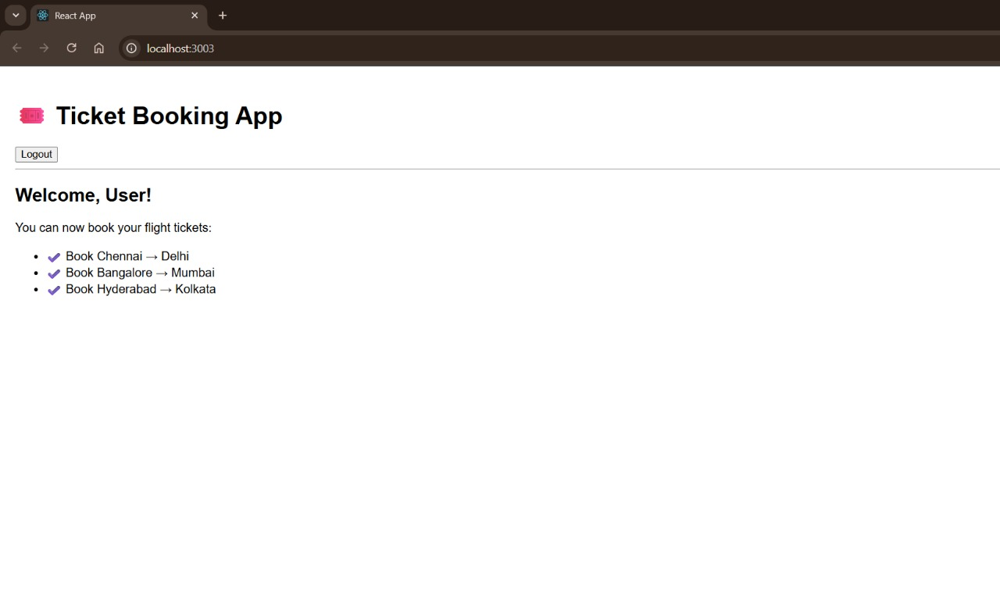 React App
localhost:3003
🎟️ Ticket Booking App
Logout
Welcome, User!
You can now book your flight tickets:
• ✔ Book Chennai → Delhi
• ✔ Book Bangalore → Mumbai
• ✔ Book Hyderabad → Kolkata